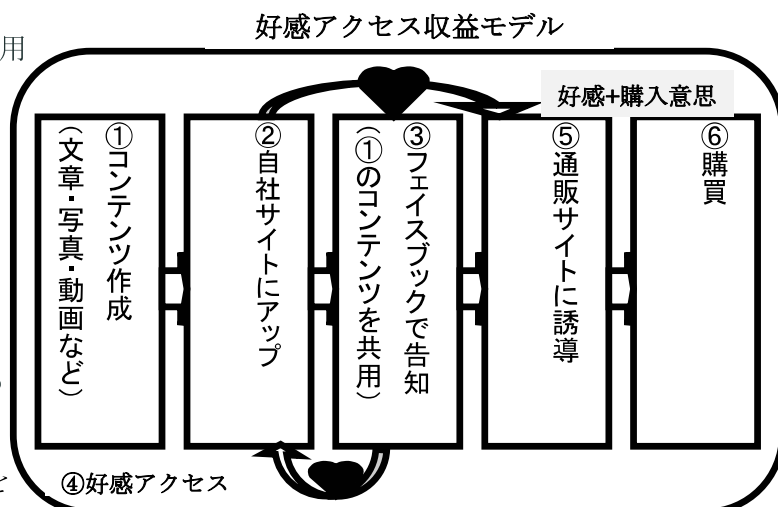 好感アクセス収益モデル
用
好感+購入意思
①コンテンツ作成
(文章・写真・動画など)
②自社サイトにアップ
③フェイスブックで告知
(①のコンテンツを共用)
⑤通販サイトに誘導
⑥購買
④好感アクセス
と